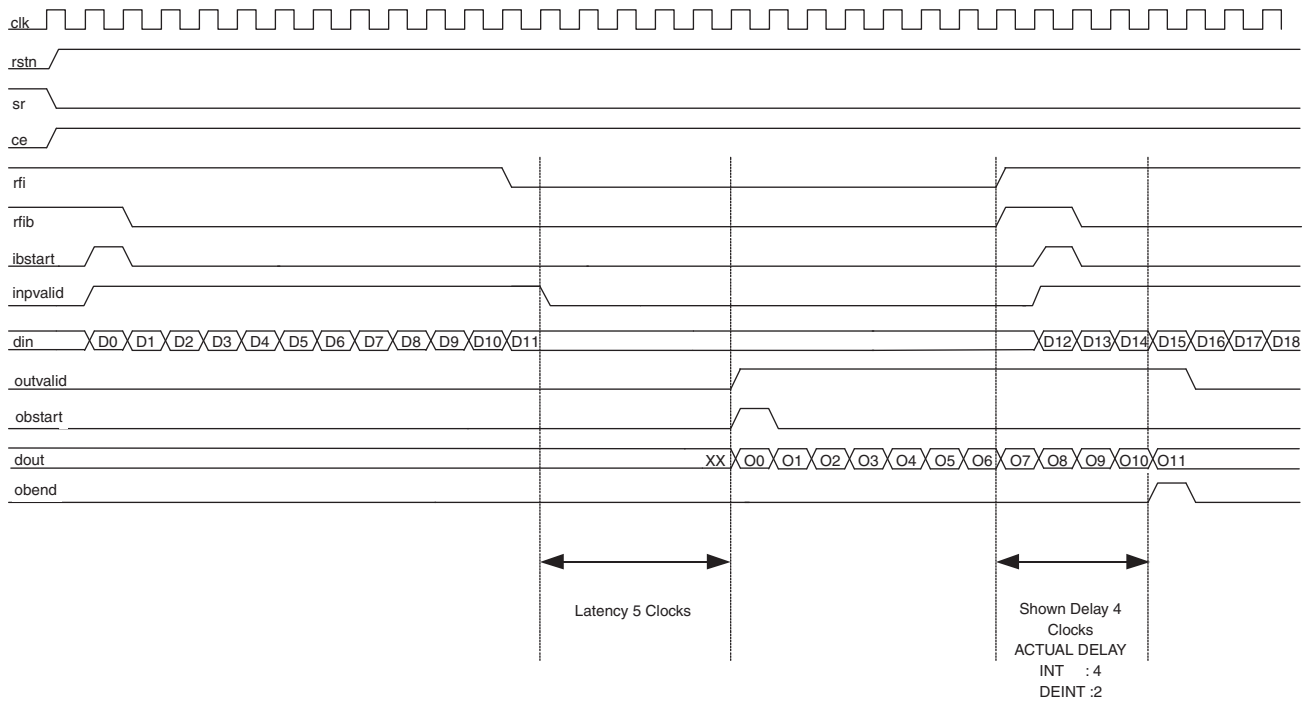 clk
rstn
sr
ce
rfi
rfib
ibstart
inpvalid
din D0 D1 D2 D3 D4 D5 D6 D7 D8 D9 D10 D11 D12 D13 D14 D15 D16 D17 D18
outvalid
obstart
dout XX O0 O1 O2 O3 O4 O5 O6 O7 O8 O9 O10 O11
obend
Latency 5 Clocks
Shown Delay 4
Clocks
ACTUAL DELAY
INT : 4
DEINT :2